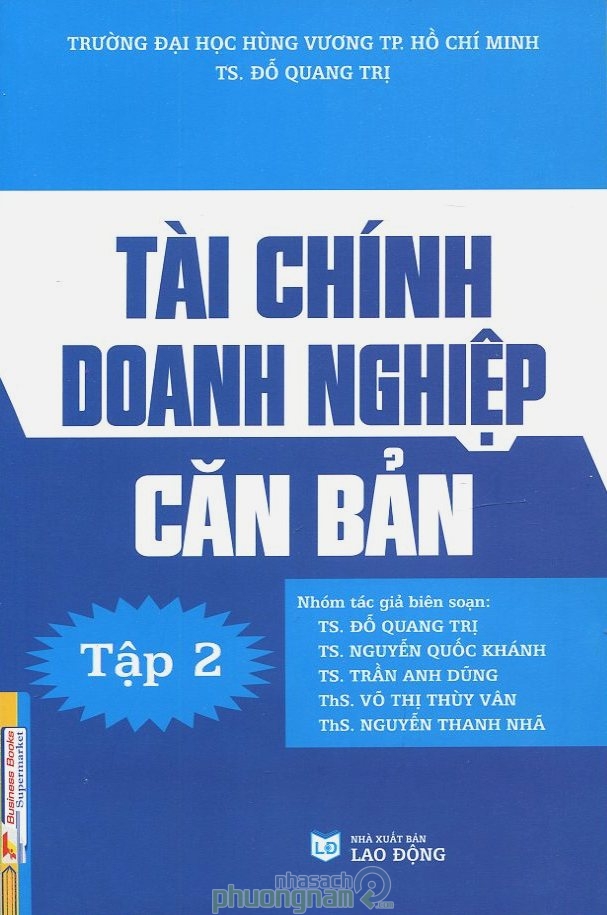 TRƯỜNG ĐẠI HỌC HÙNG VƯƠNG TP. HỒ CHÍ MINH
TS. ĐỖ QUANG TRỊ
TÀI CHÍNH
DOANH NGHIỆP
CĂN BẢN
Tập 2
Nhóm tác giả biên soạn:
TS. ĐỖ QUANG TRỊ
TS. NGUYỄN QUỐC KHÁNH
TS. TRẦN ANH DŨNG
ThS. VÕ THỊ THÙY VÂN
ThS. NGUYỄN THANH NHÃ
Business Books
Supermarket
LĐ
NHÀ XUẤT BẢN
LAO ĐỘNG
nhasach
phuongnam.com